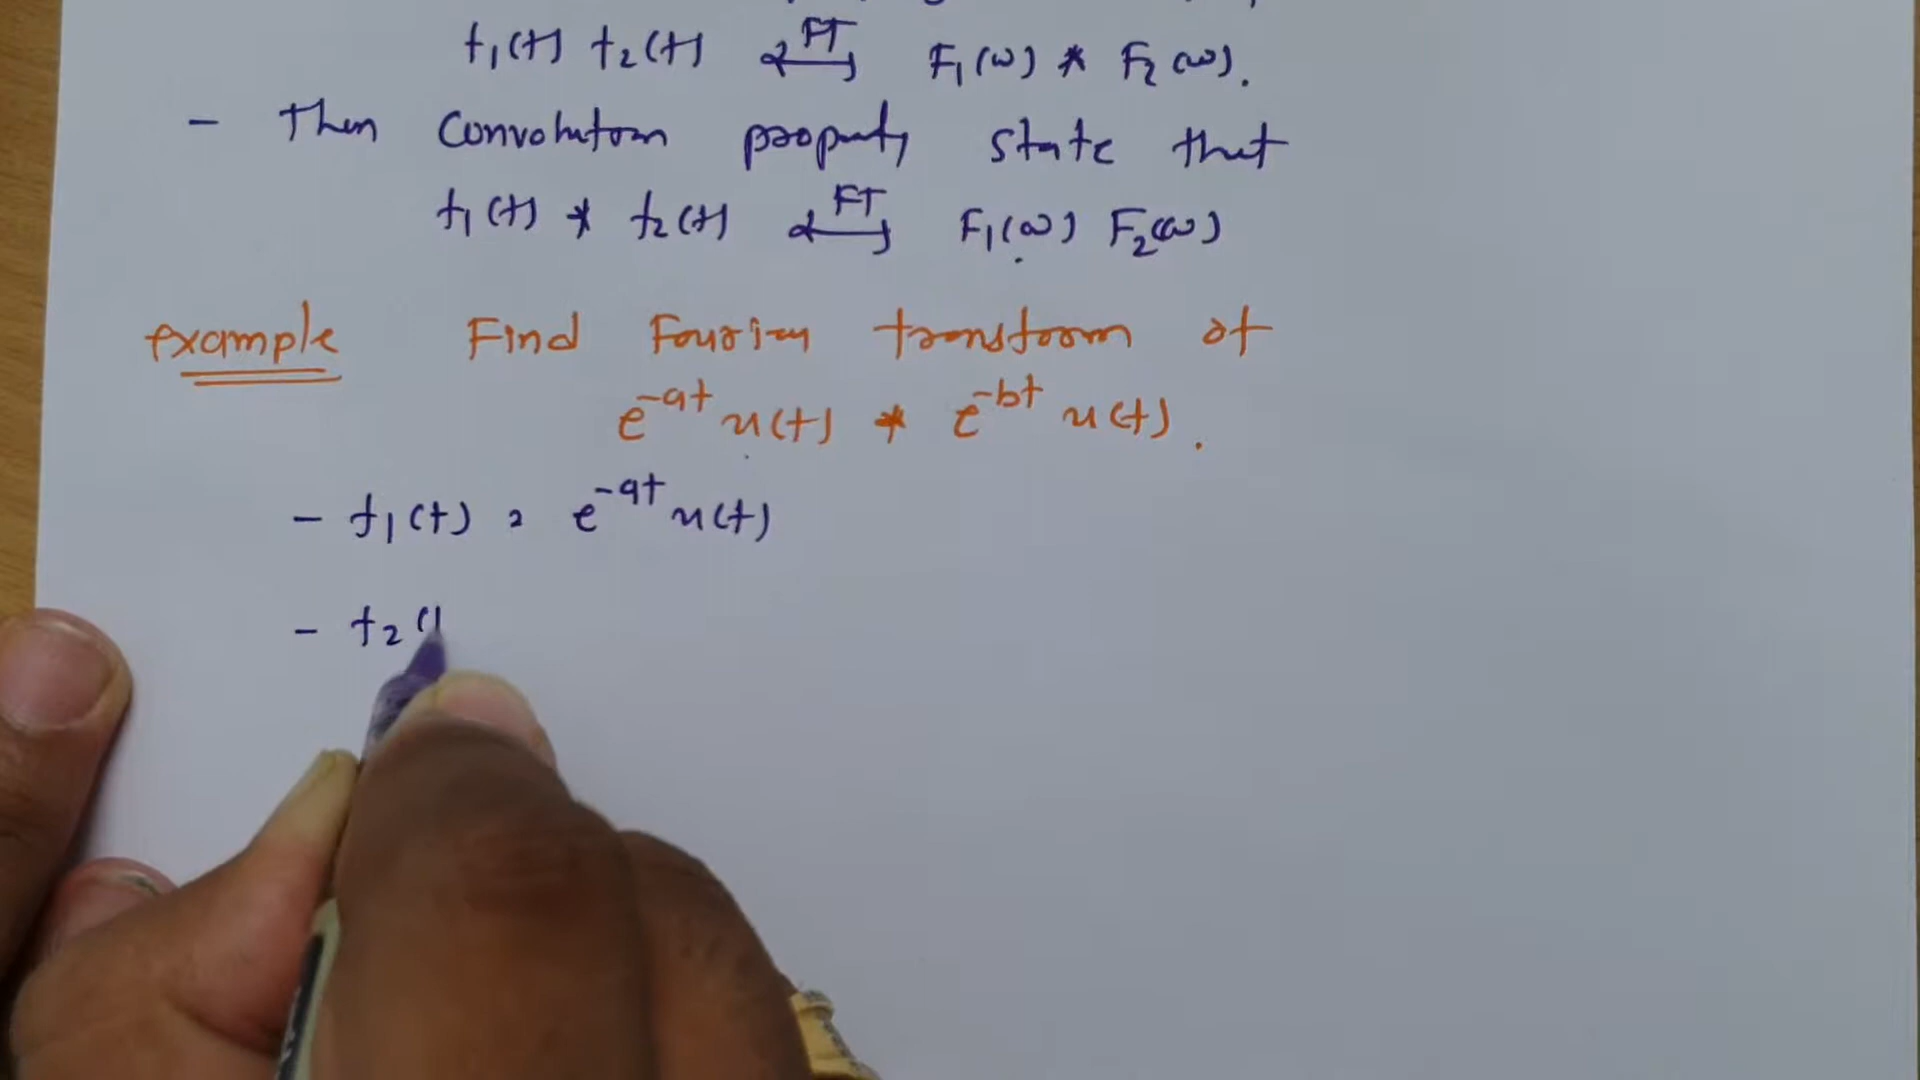 f₁(t) f₂(t) ⟷ FT F₁(ω) * F₂(ω).
- Then Convolution property state that
f₁(t) * f₂(t) ⟷ FT F₁(ω) F₂(ω)
example Find Fourier transform of
e^-at u(t) * e^-bt u(t).
- f₁(t) = e^-at u(t)
- f₂(